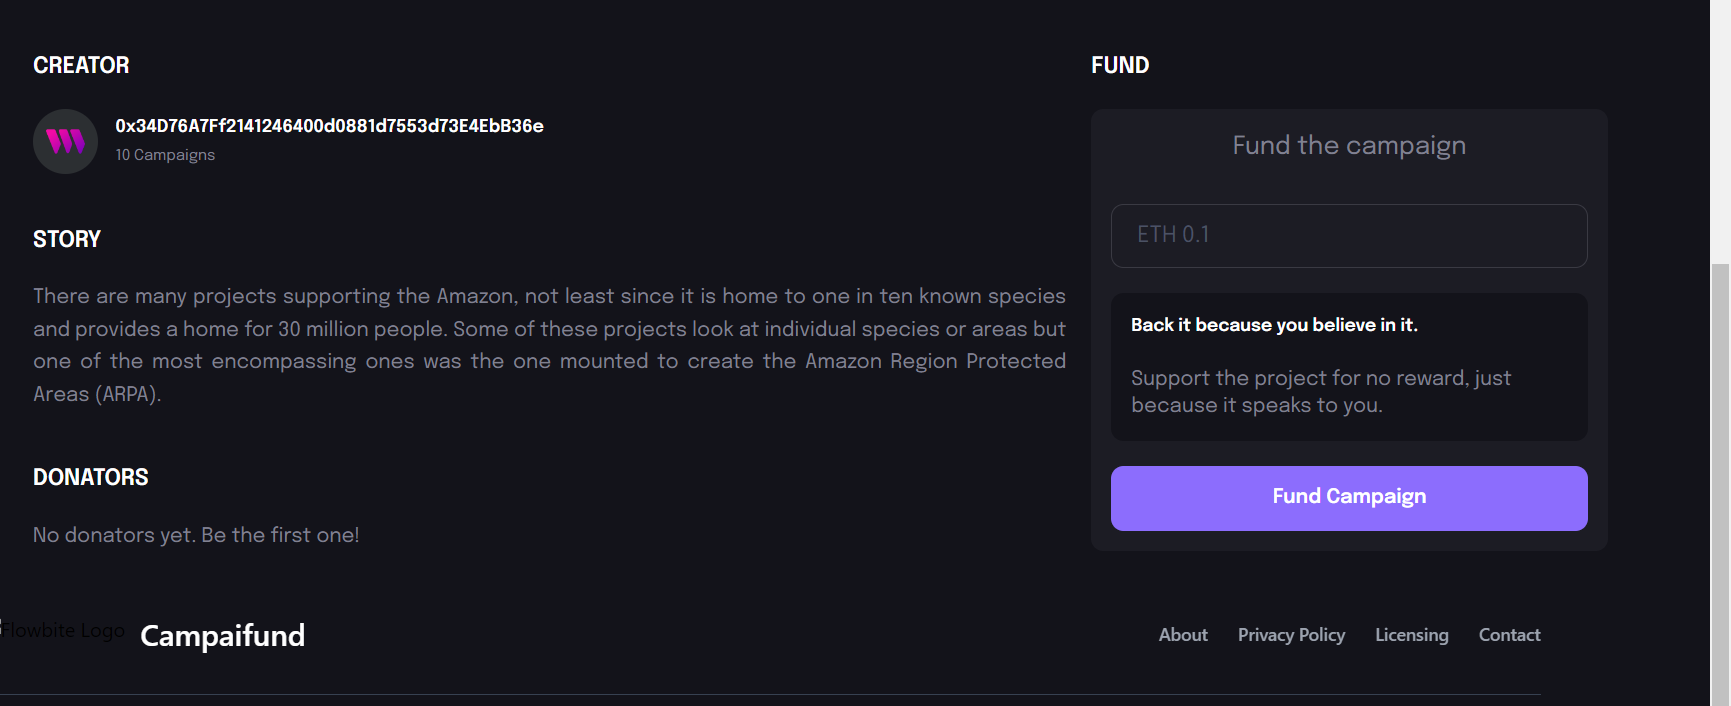 CREATOR
0x34D76A7Ff2141246400d0881d7553d73E4EbB36e
10 Campaigns
STORY
There are many projects supporting the Amazon, not least since it is home to one in ten known species
and provides a home for 30 million people. Some of these projects look at individual species or areas but
one of the most encompassing ones was the one mounted to create the Amazon Region Protected
Areas (ARPA).
DONATORS
No donators yet. Be the first one!
FUND
Fund the campaign
ETH 0.1
Back it because you believe in it.
Support the project for no reward, just
because it speaks to you.
Fund Campaign
Flowbite Logo
Campaifund
About
Privacy Policy
Licensing
Contact